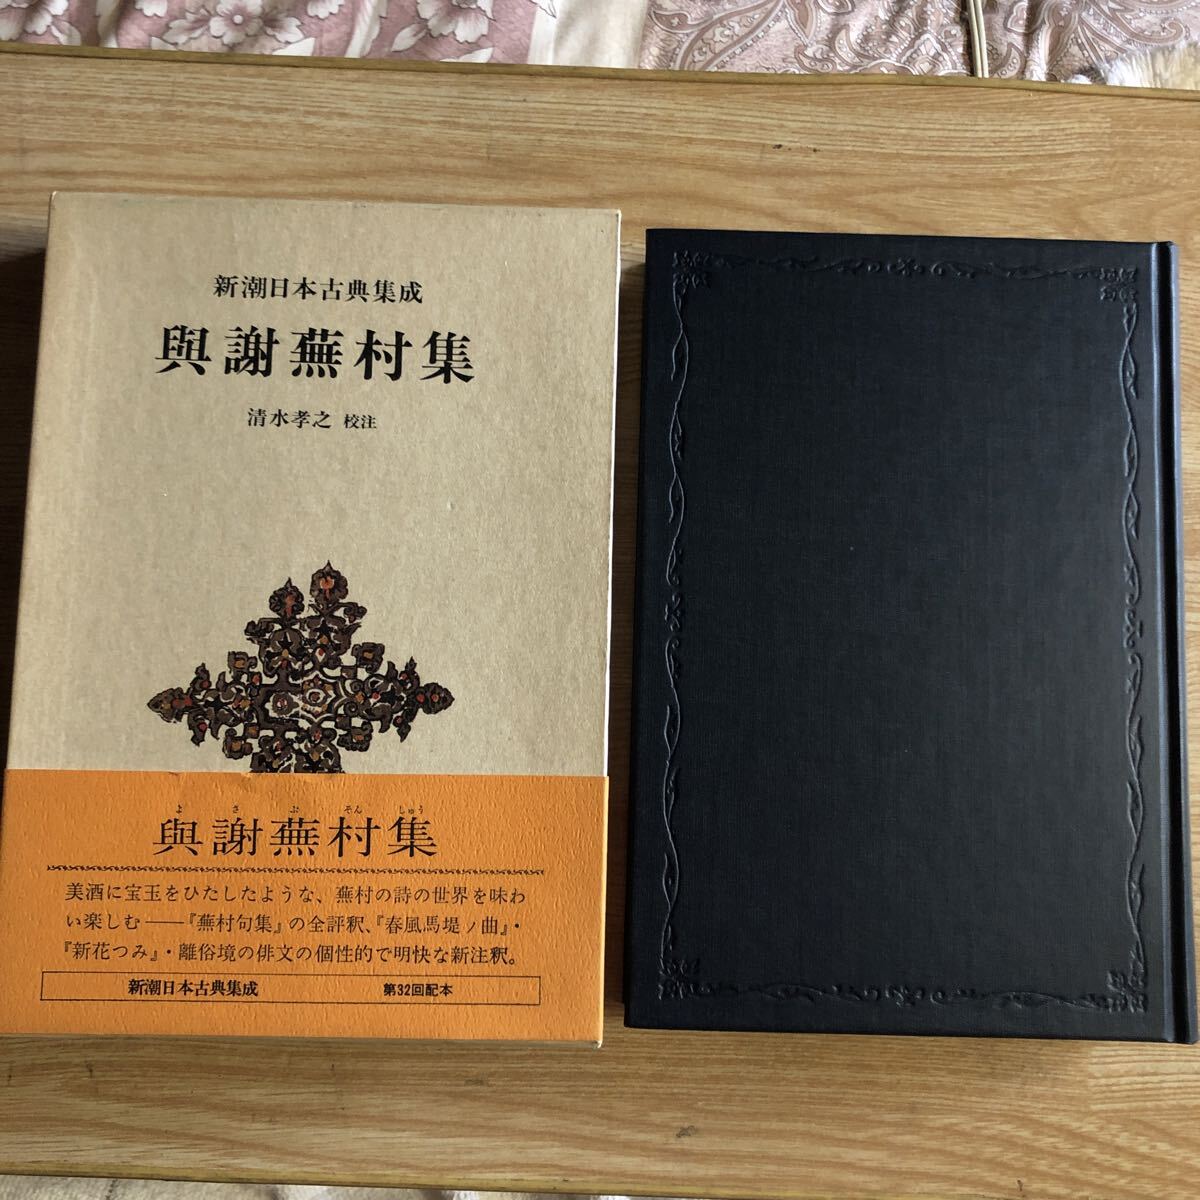 新潮日本古典集成
與謝蕪村集
清水孝之 校注
よさぶそんしゅう
與謝蕪村集
美酒に宝玉をひたしたような、蕪村の詩の世界を味わ
い楽しむ──『蕪村句集』の全評釈、『春風馬堤ノ曲』・
『新花つみ』・離俗境の俳文の個性的で明快な新注釈。
新潮日本古典集成 第32回配本